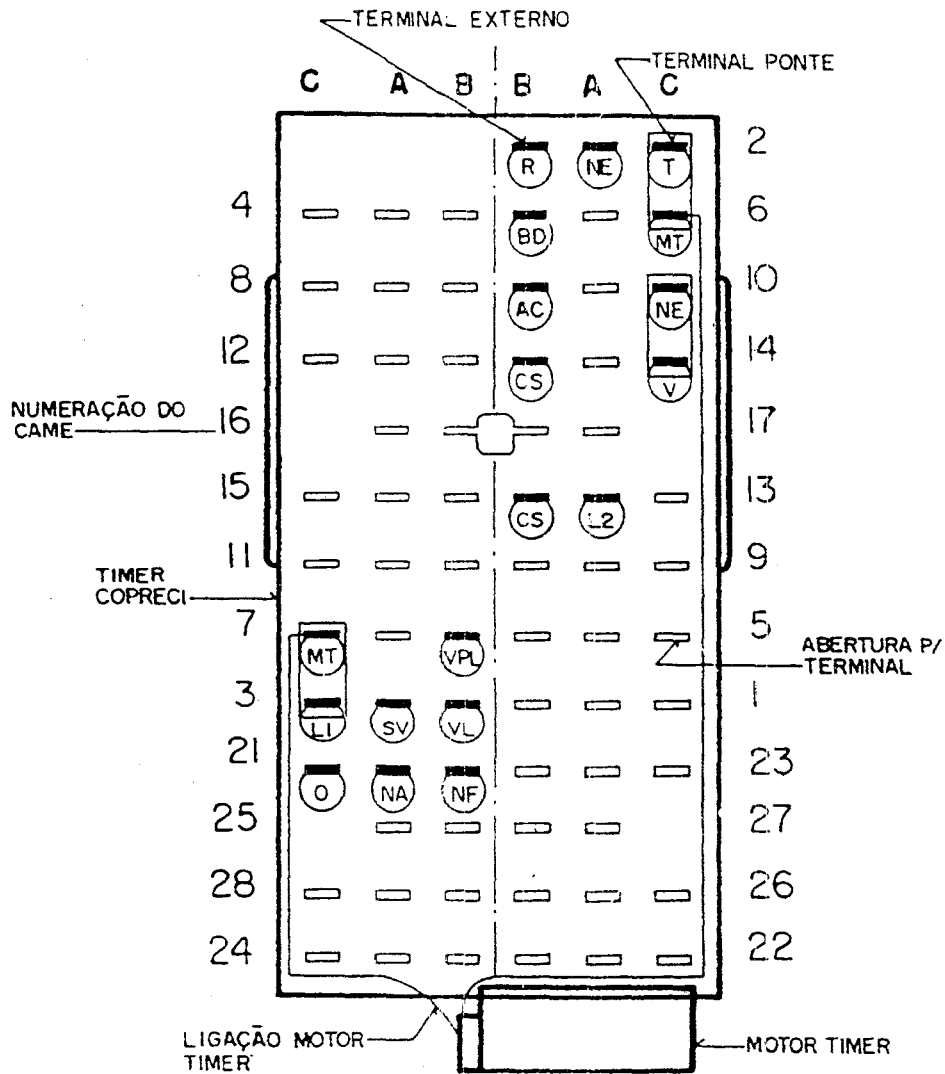 TERMINAL EXTERNO
TERMINAL PONTE
C A B B A C
2
R NE T
4 6
BD MT
8 10
AC NE
12 14
CS V
NUMERAÇÃO DO
CAME
16 17
15 13
CS L2
11 9
TIMER
COPRECI
7 5
MT VPL
ABERTURA P/
TERMINAL
3 1
L1 SV VL
21 23
O NA NF
25 27
28 26
24 22
LIGAÇÃO MOTOR
TIMER
MOTOR TIMER